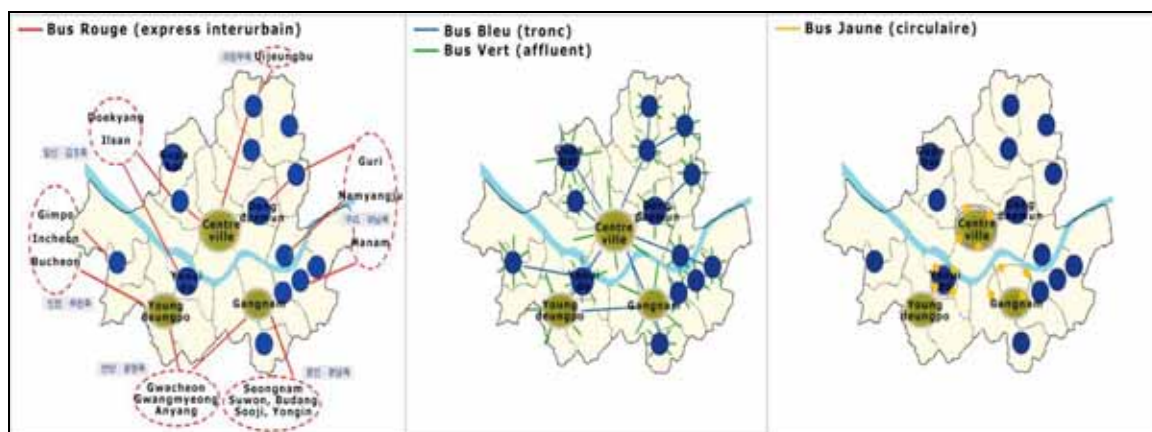 Bus Rouge (express interurbain)
Uijeungbu
Doekyang
Ilsan
Guri
Namyangju
Hanam
Gimpo
Incheon
Bucheon
Centre
ville
Young
deungpo
Gangnam
Gwacheon
Gwangmyeong
Anyang
Seongnam
Suwon, Budang
Sooji, Yongin
Bus Bleu (tronc)
Bus Vert (affluent)
Centre
ville
Young
deungpo
Gangnam
Bus Jaune (circulaire)
Centre
ville
Young
deungpo
Gangnam